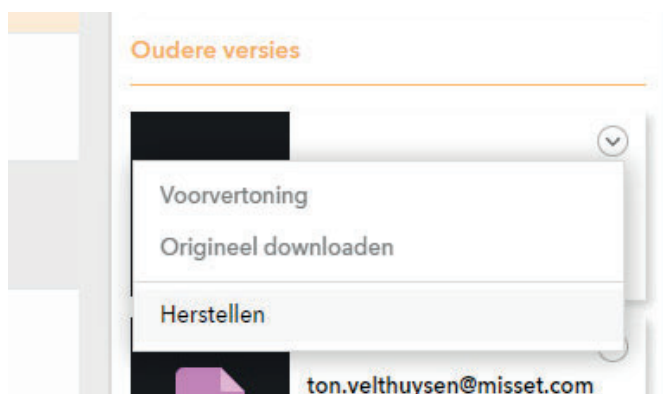 Oudere versies
Voorvertoning
Origineel downloaden
Herstellen
ton.velthuysen@misset.com